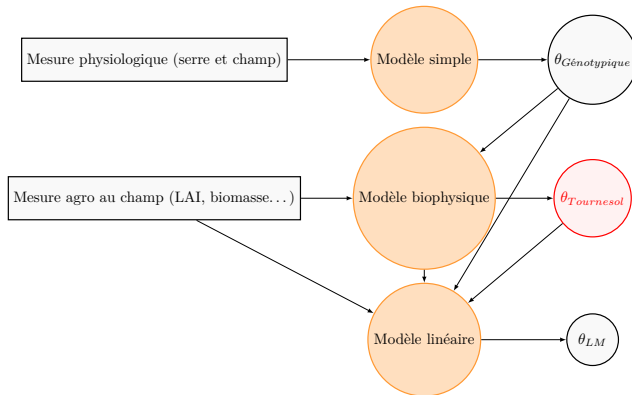 Mesure physiologique (serre et champ)
Modèle simple
θGénotypique
Mesure agro au champ (LAI, biomasse...)
Modèle biophysique
θTournesol
Modèle linéaire
θLM